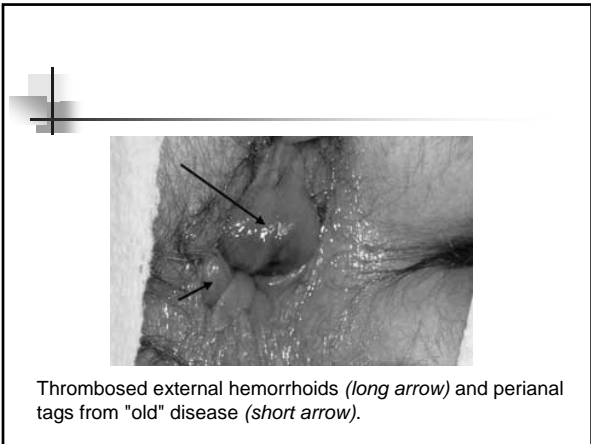 Thrombosed external hemorrhoids (long arrow) and perianal
tags from "old" disease (short arrow).